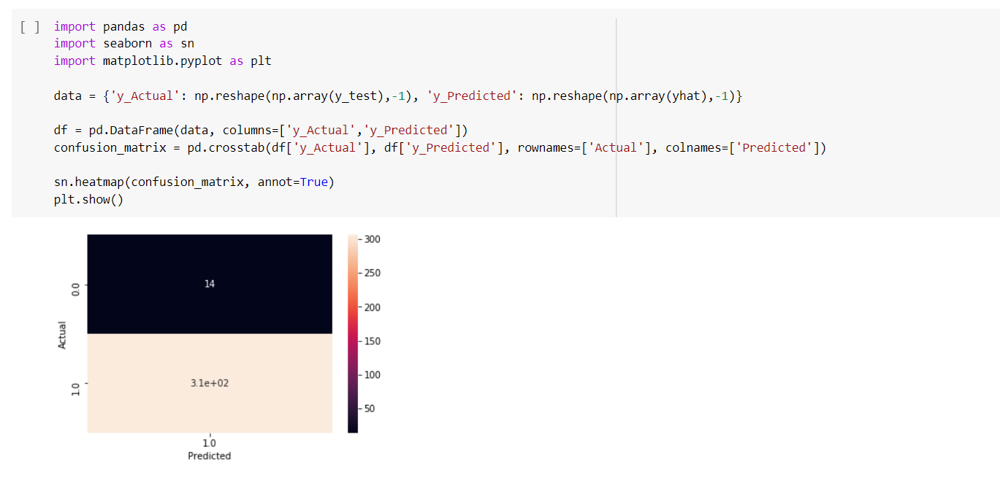 [ ] import pandas as pd
import seaborn as sn
import matplotlib.pyplot as plt
data = {'y_Actual': np.reshape(np.array(y_test),-1), 'y_Predicted': np.reshape(np.array(yhat),-1)}
df = pd.DataFrame(data, columns=['y_Actual','y_Predicted'])
confusion_matrix = pd.crosstab(df['y_Actual'], df['y_Predicted'], rownames=['Actual'], colnames=['Predicted'])
sn.heatmap(confusion_matrix, annot=True)
plt.show()
Actual
0.0
1.0
14
3.1e+02
1.0
Predicted
300
250
200
150
100
50